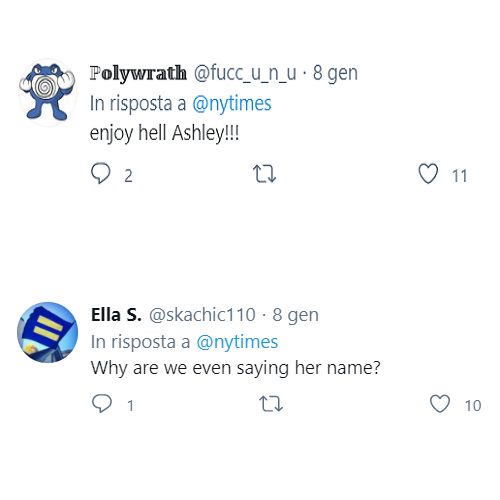 ℙolywrath @fucc_u_n_u · 8 gen
In risposta a @nytimes
enjoy hell Ashley!!!
2 11
Ella S. @skachic110 · 8 gen
In risposta a @nytimes
Why are we even saying her name?
1 10